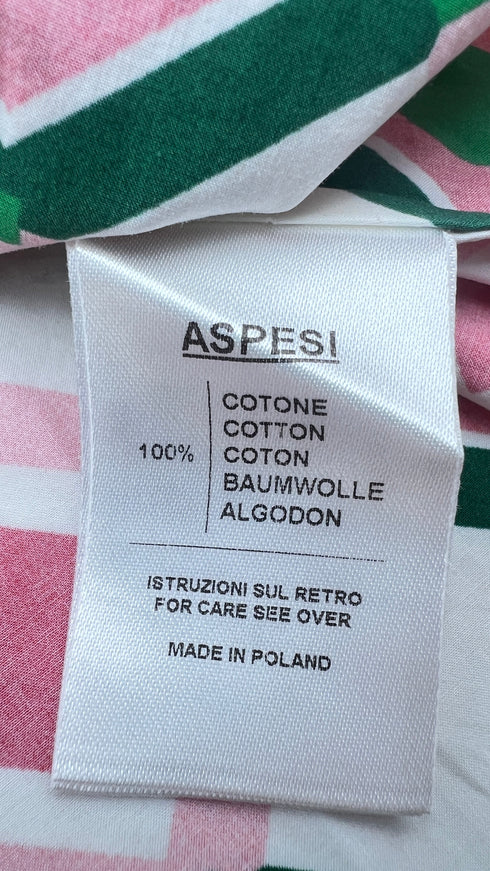 ASPESI
COTONE
COTTON
100% COTON
BAUMWOLLE
ALGODON
ISTRUZIONI SUL RETRO
FOR CARE SEE OVER
MADE IN POLAND